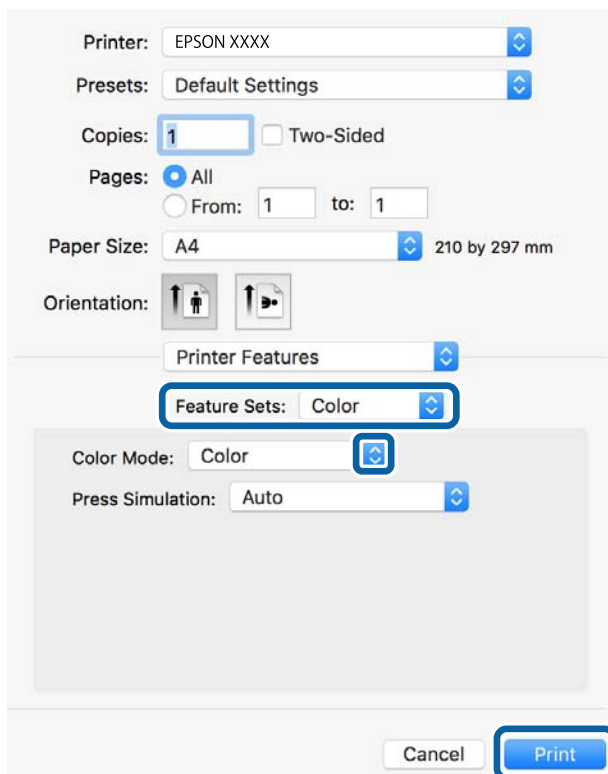 Printer: EPSON XXXX
Presets: Default Settings
Copies: 1 Two-Sided
Pages: All
From: 1 to: 1
Paper Size: A4 210 by 297 mm
Orientation:
Printer Features
Feature Sets: Color
Color Mode: Color
Press Simulation: Auto
Cancel Print